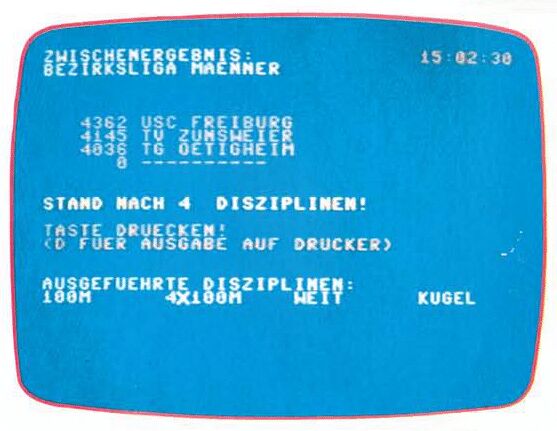 ZWISCHENERGEBNIS: 15:02:30
BEZIRKSLIGA MAENNER
4362 USC FREIBURG
4145 TV ZUNSWEIER
4036 TG OETIGHEIM
0 ----------
STAND NACH 4 DISZIPLINEN!
TASTE DRUECKEN!
(D FUER AUSGABE AUF DRUCKER)
AUSGEFUEHRTE DISZIPLINEN:
100M 4X100M WEIT KUGEL